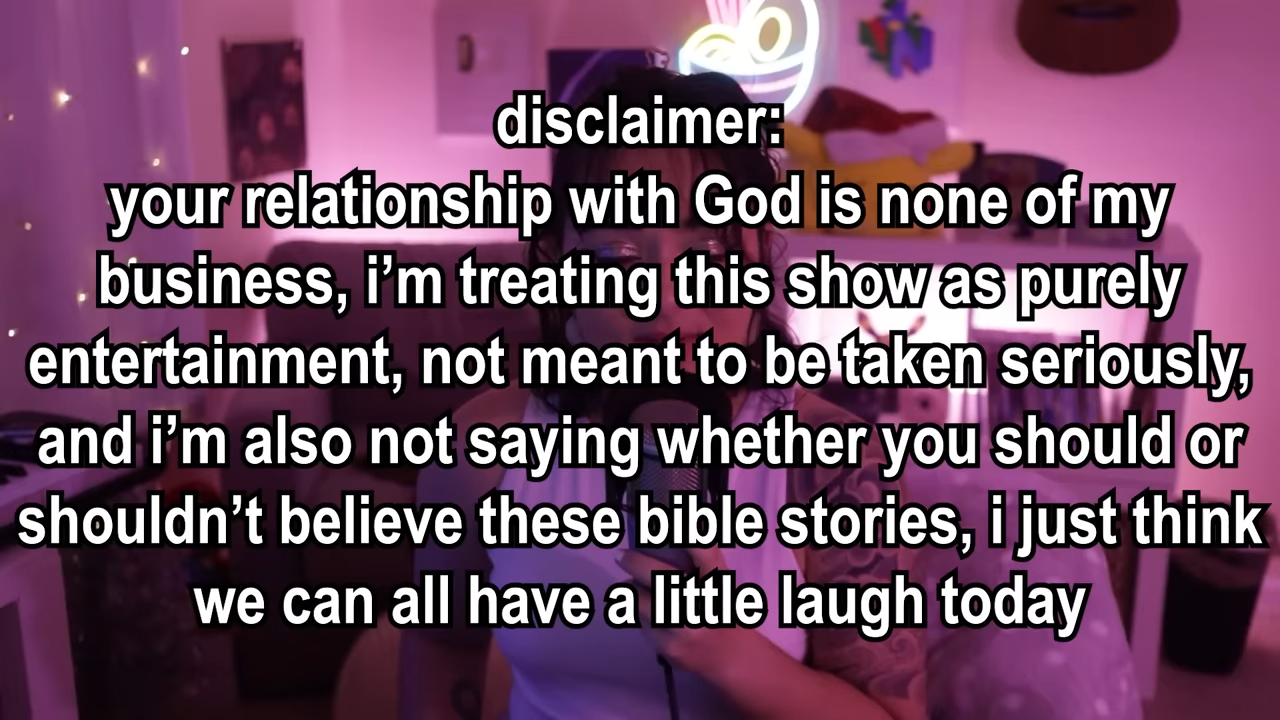 disclaimer:
your relationship with God is none of my
business, i’m treating this show as purely
entertainment, not meant to be taken seriously,
and i’m also not saying whether you should or
shouldn’t believe these bible stories, i just think
we can all have a little laugh today